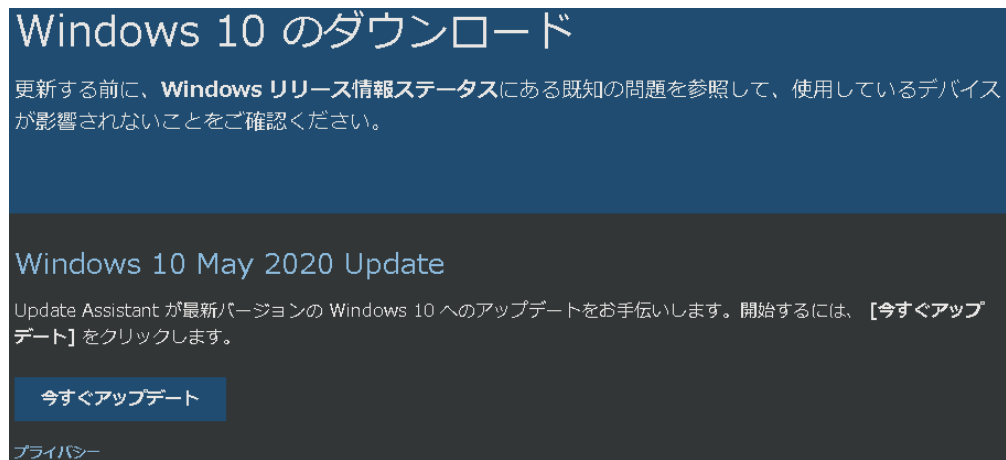 Windows 10 のダウンロード
更新する前に、Windows リリース情報ステータスにある既知の問題を参照して、使用しているデバイス
が影響されないことをご確認ください。
Windows 10 May 2020 Update
Update Assistant が最新バージョンの Windows 10 へのアップデートをお手伝いします。開始するには、 [今すぐアップ
デート] をクリックします。
今すぐアップデート
プライバシー